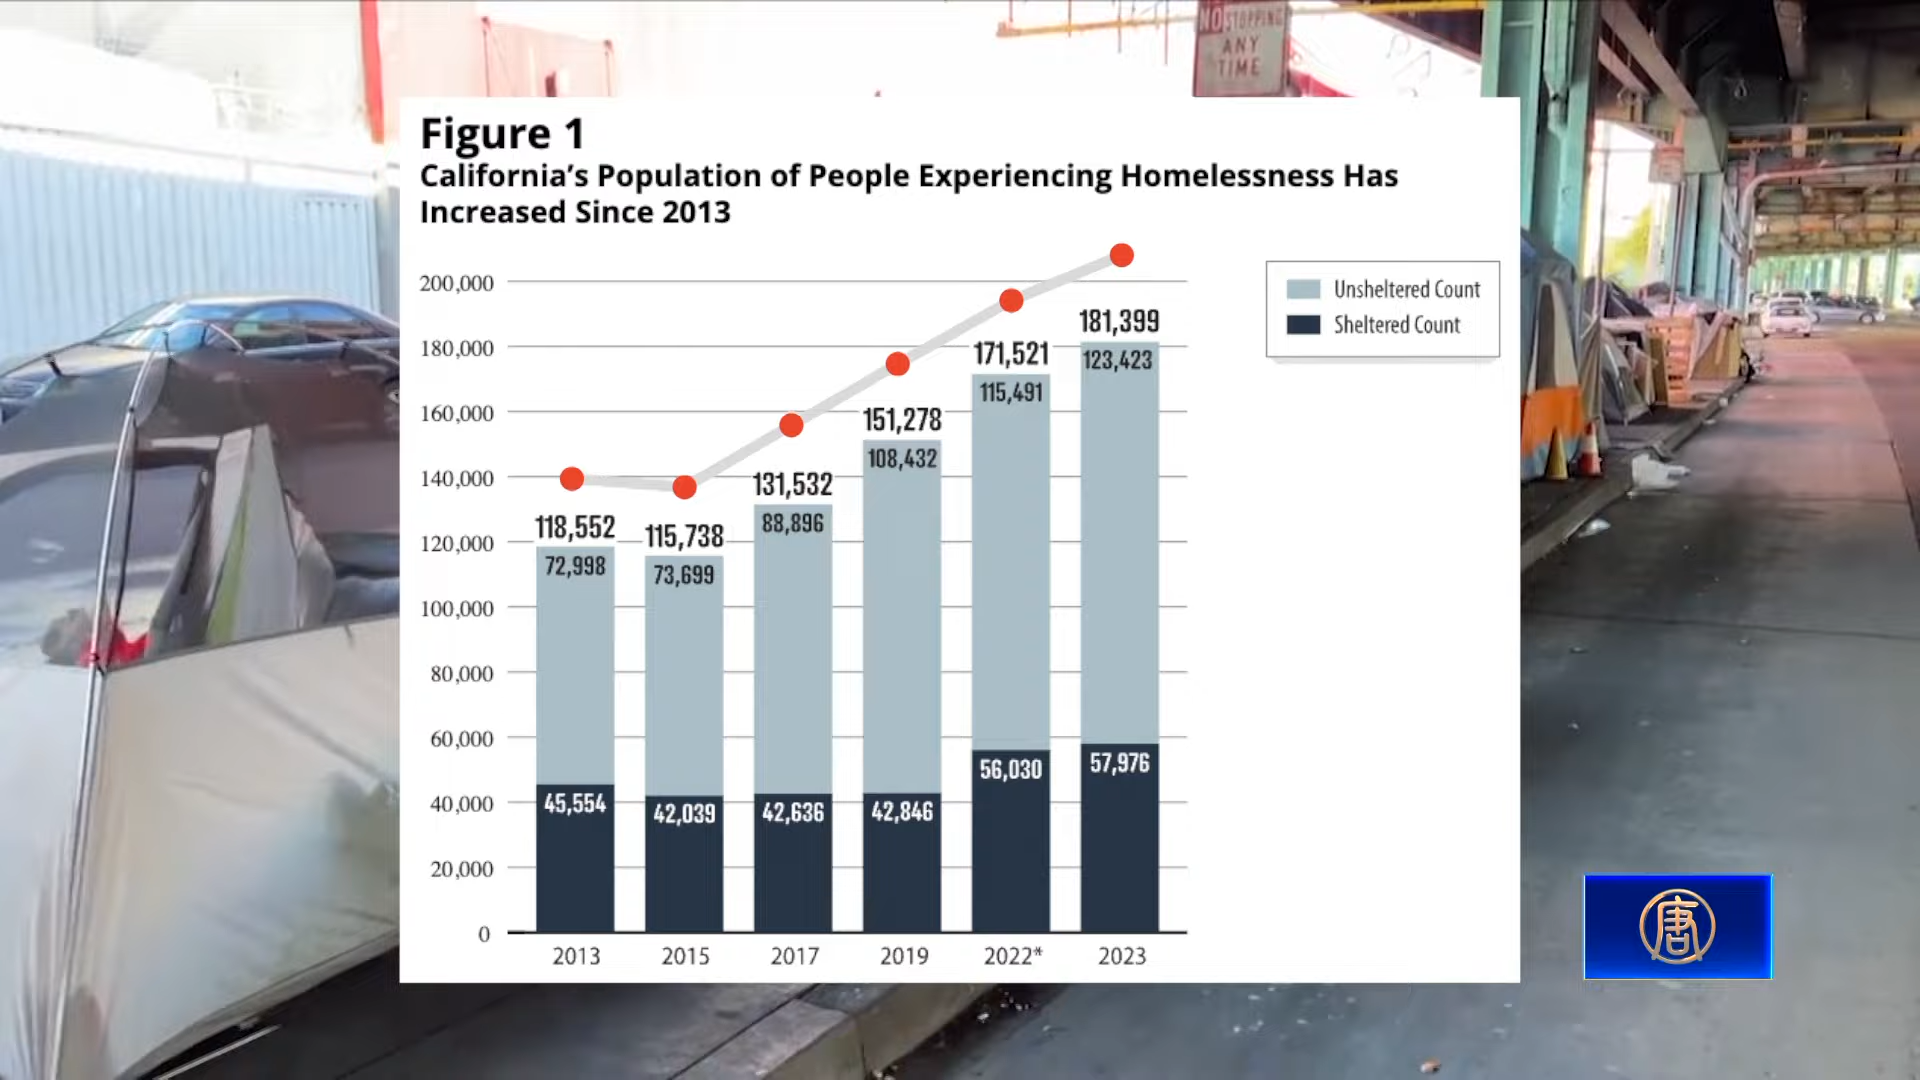 NO STOPPING
ANY
TIME
Figure 1
California's Population of People Experiencing Homelessness Has
Increased Since 2013
200,000
180,000
160,000
140,000
120,000
100,000
80,000
60,000
40,000
20,000
0
118,552
72,998
45,554
115,738
73,699
42,039
131,532
88,896
42,636
151,278
108,432
42,846
171,521
115,491
56,030
181,399
123,423
57,976
2013 2015 2017 2019 2022* 2023
Unsheltered Count
Sheltered Count
唐